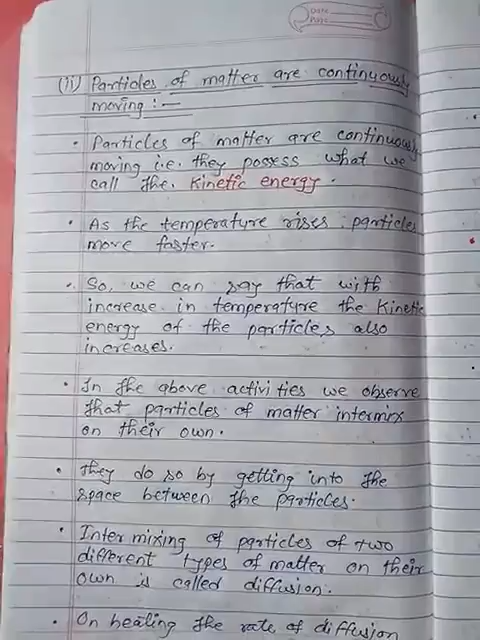 Date
Page
(ii) Particles of matter are continuously
moving :-
• Particles of matter are continuously
moving i.e. they possess what we
call the. Kinetic energy.
• As the temperature rises, particles
move faster.
• So, we can say that with
increase in temperature the Kinetic
energy of the particles also
increases.
• In the above activities we observe
that particles of matter intermix
on their own.
• They do so by getting into the
space between the particles.
• Inter mixing of particles of two
different types of matter on their
own is called diffusion.
• On heating the rate of diffusion